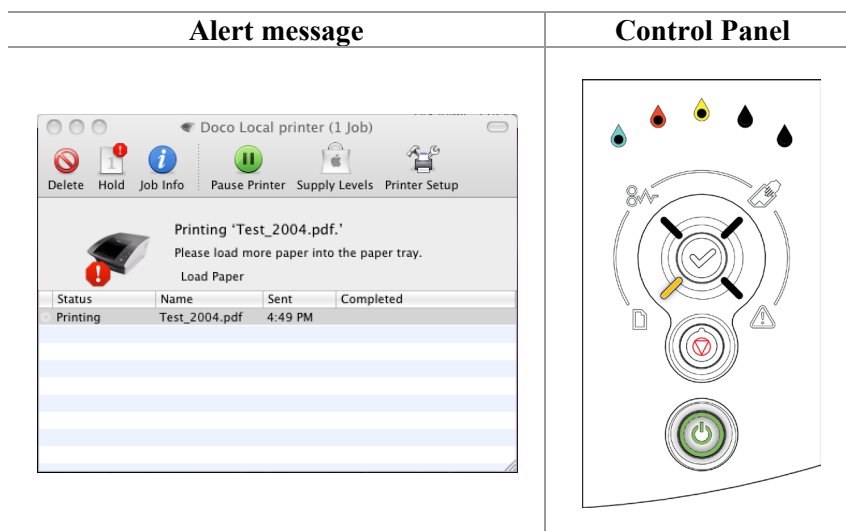 Alert message
Control Panel
Doco Local printer (1 Job)
1
Delete
Hold
Job Info
Pause Printer
Supply Levels
Printer Setup
Printing 'Test_2004.pdf.'
Please load more paper into the paper tray.
Load Paper
Status Name Sent Completed
Printing Test_2004.pdf 4:49 PM